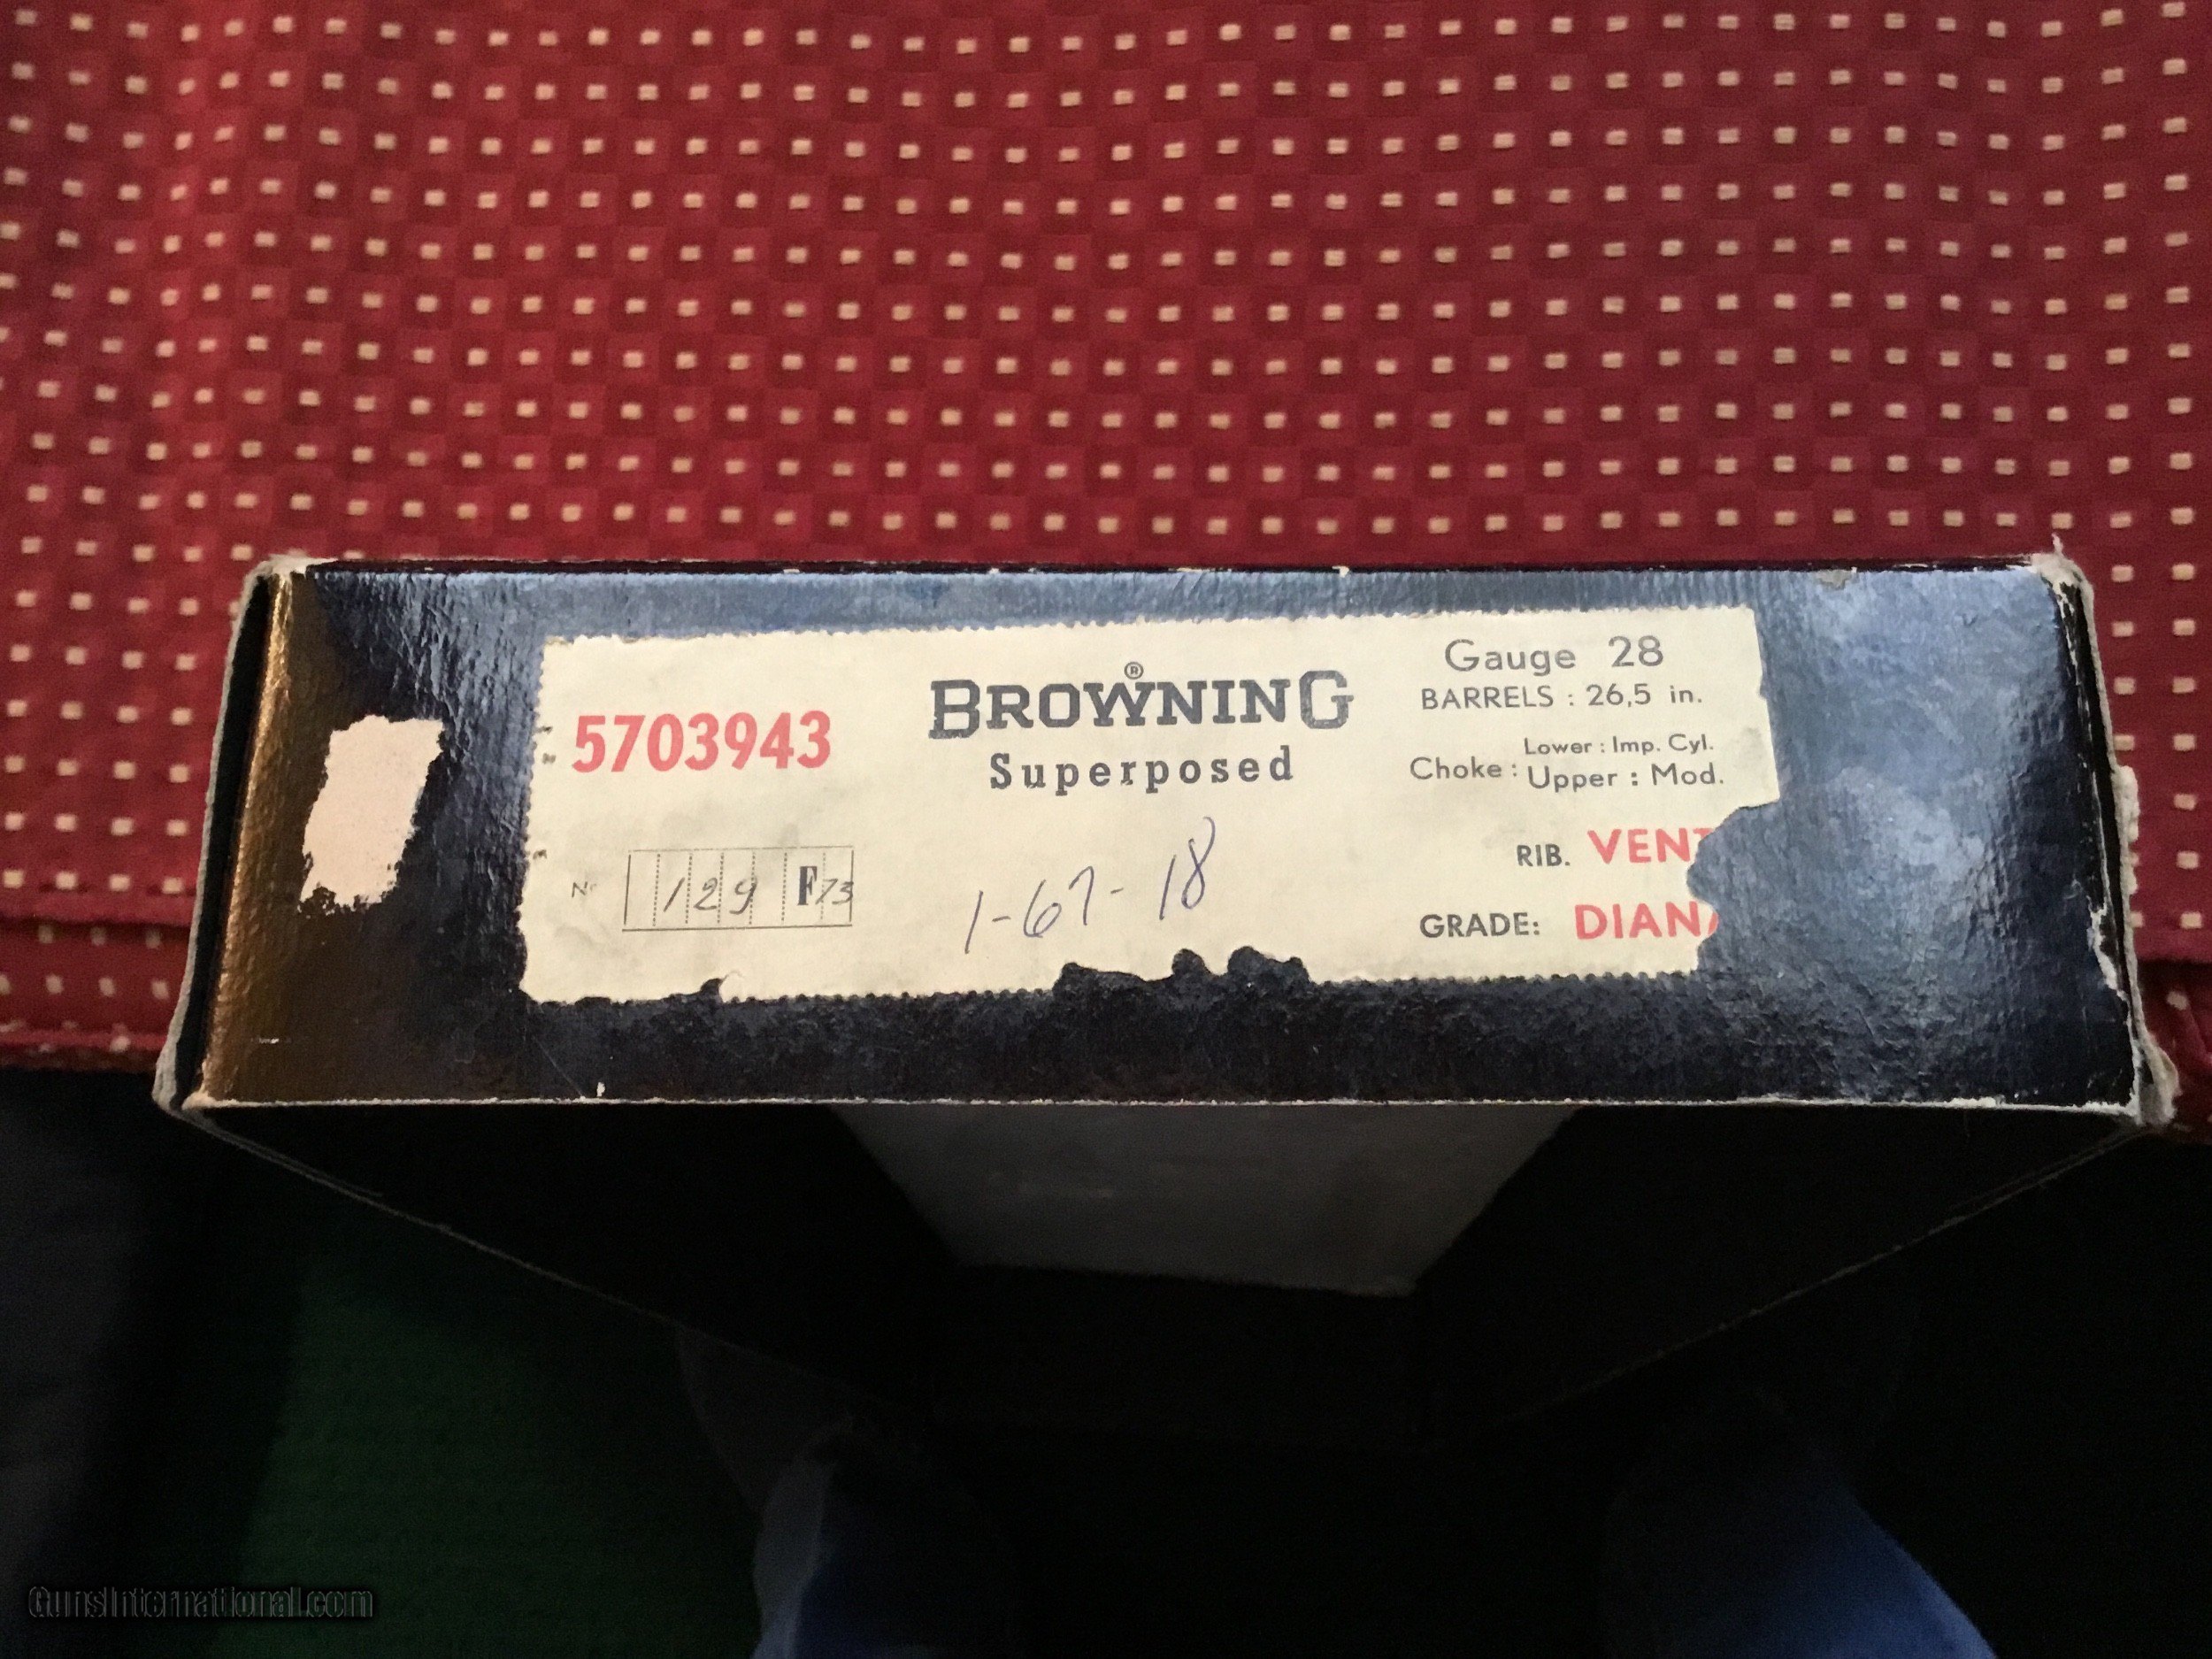 5703943
Nr 129 F73
BROWNING®
Superposed
1-67-18
Gauge 28
BARRELS : 26,5 in.
Choke : Lower : Imp. Cyl.
Upper : Mod.
RIB. VENT
GRADE: DIANA
GunsInternational.com